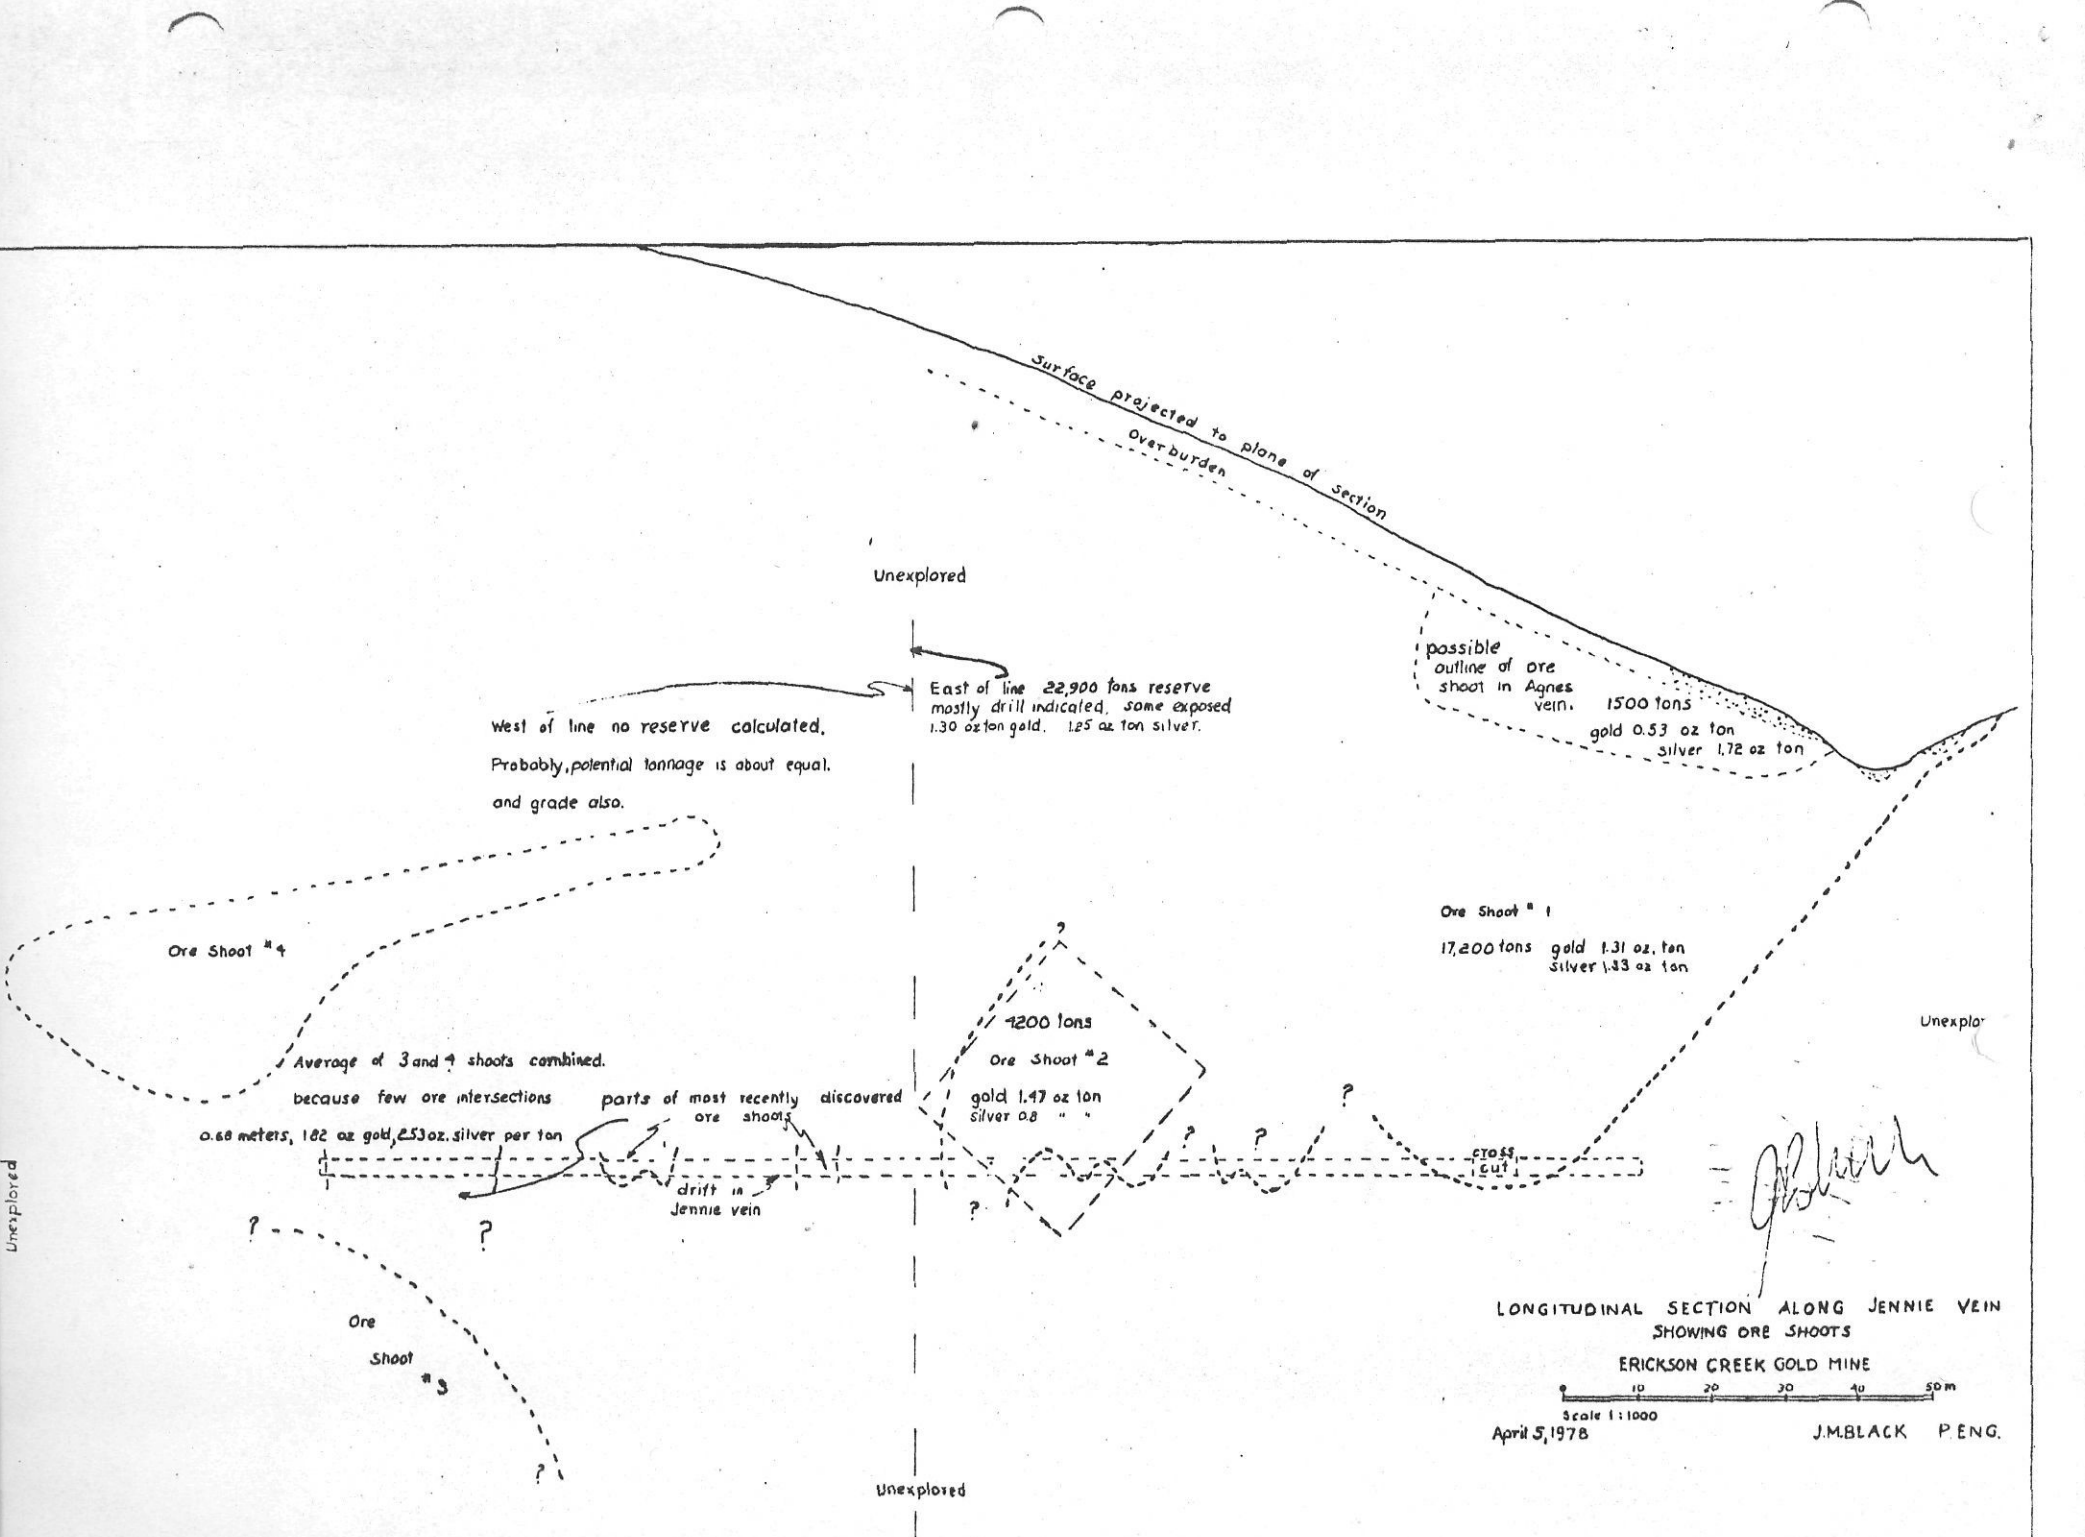 Surface projected to plane of section
Overburden
Unexplored
possible
outline of ore
shoot in Agnes
vein. 1500 tons
gold 0.53 oz ton
silver 1.72 oz ton
East of line 22,900 tons reserve
mostly drill indicated, some exposed
1.30 oz ton gold. 1.25 oz ton silver.
West of line no reserve calculated.
Probably, potential tonnage is about equal.
and grade also.
Ore Shoot #4
Ore Shoot # 1
17,200 tons gold 1.31 oz. ton
silver 1.33 oz ton
?
4200 tons
Ore Shoot #2
gold 1.47 oz ton
silver 0.8 " "
Unexplo
Average of 3 and 4 shoots combined.
because few ore intersections
0.68 meters, 1.82 oz gold, 2.53 oz. silver per ton
parts of most recently discovered
ore shoots
?
?
?
cross
cut
drift in
Jennie vein
?
Unexplored
?
?
Ore
Shoot
#3
?
Unexplored
LONGITUDINAL SECTION ALONG JENNIE VEIN
SHOWING ORE SHOOTS
ERICKSON CREEK GOLD MINE
0 10 20 30 40 50 m
Scale 1:1000
April 5, 1978 J.M.BLACK P.ENG.